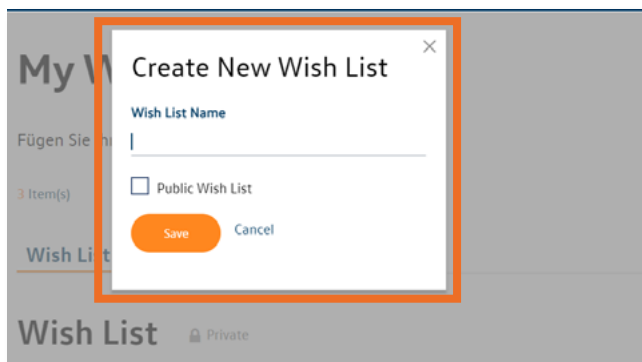 My W
Create New Wish List
Wish List Name
Fügen Sie
Public Wish List
3 Item(s)
Save
Cancel
Wish List
Wish List
Private